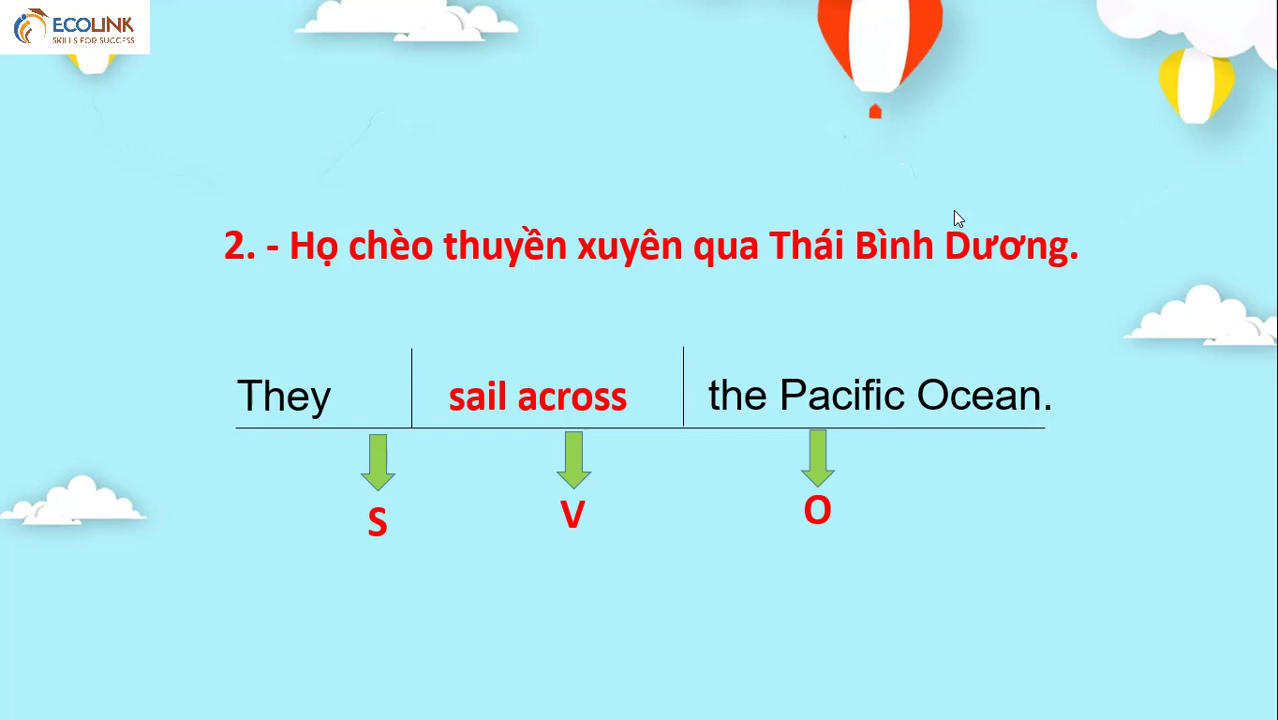 ECOLINK
SKILLS FOR SUCCESS
2. - Họ chèo thuyền xuyên qua Thái Bình Dương.
They sail across the Pacific Ocean.
S V O